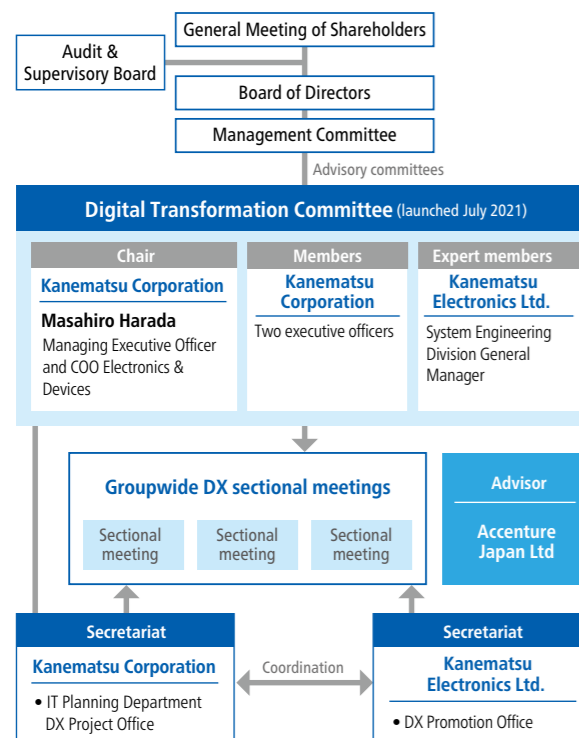 General Meeting of Shareholders
Audit &
Supervisory Board
Board of Directors
Management Committee
Advisory committees
Digital Transformation Committee (launched July 2021)
Chair
Kanematsu Corporation
Masahiro Harada
Managing Executive Officer
and COO Electronics &
Devices
Members
Kanematsu
Corporation
Two executive officers
Expert members
Kanematsu
Electronics Ltd.
System Engineering
Division General
Manager
Groupwide DX sectional meetings
Sectional
meeting
Sectional
meeting
Sectional
meeting
Advisor
Accenture
Japan Ltd
Secretariat
Kanematsu Corporation
• IT Planning Department
DX Project Office
Coordination
Secretariat
Kanematsu
Electronics Ltd.
• DX Promotion Office